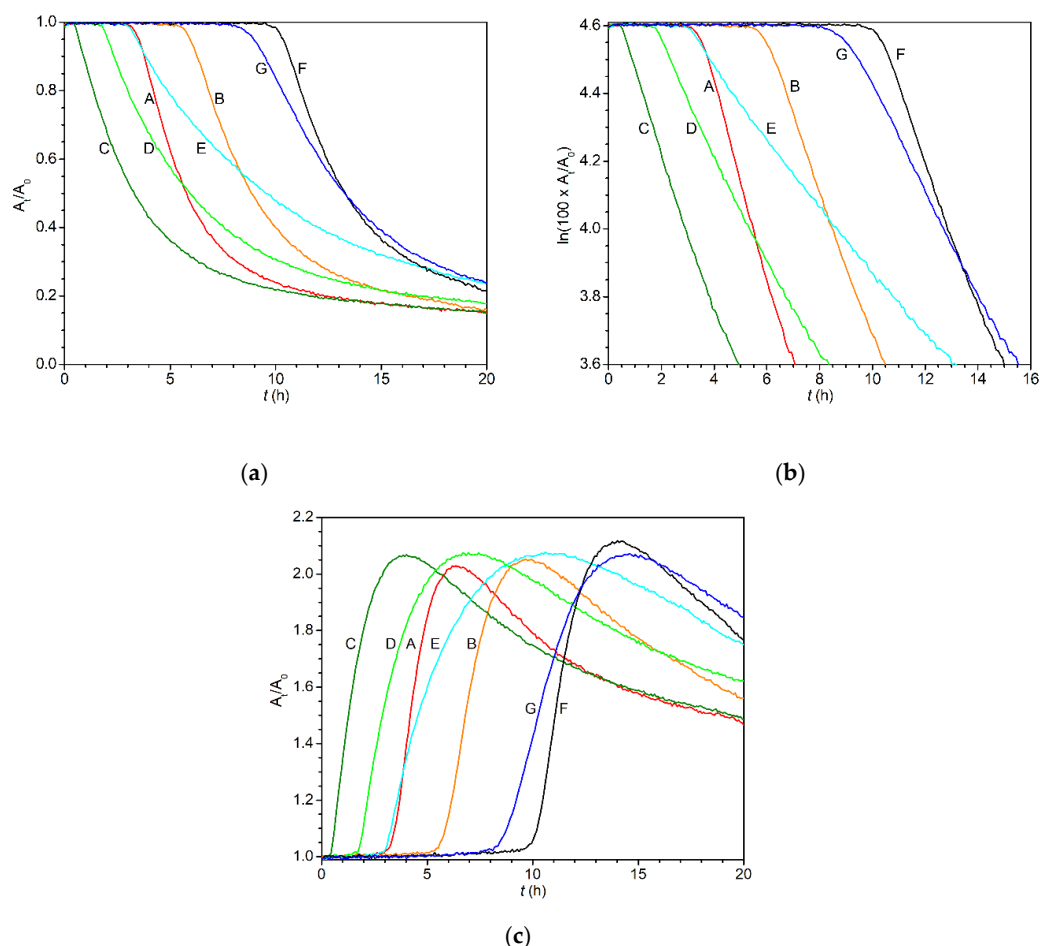 1.0
0.8
0.6
0.4
0.2
0.0
A_t/A_0
0 5 10 15 20
t (h)
C
D
A
E
B
G
F
(a)
4.6
4.4
4.2
4.0
3.8
3.6
ln(100 x A_t/A_0)
0 2 4 6 8 10 12 14 16
t (h)
C
D
A
E
B
G
F
(b)
2.2
2.0
1.8
1.6
1.4
1.2
1.0
A_t/A_0
0 5 10 15 20
t (h)
C
D
A
E
B
G
F
(c)